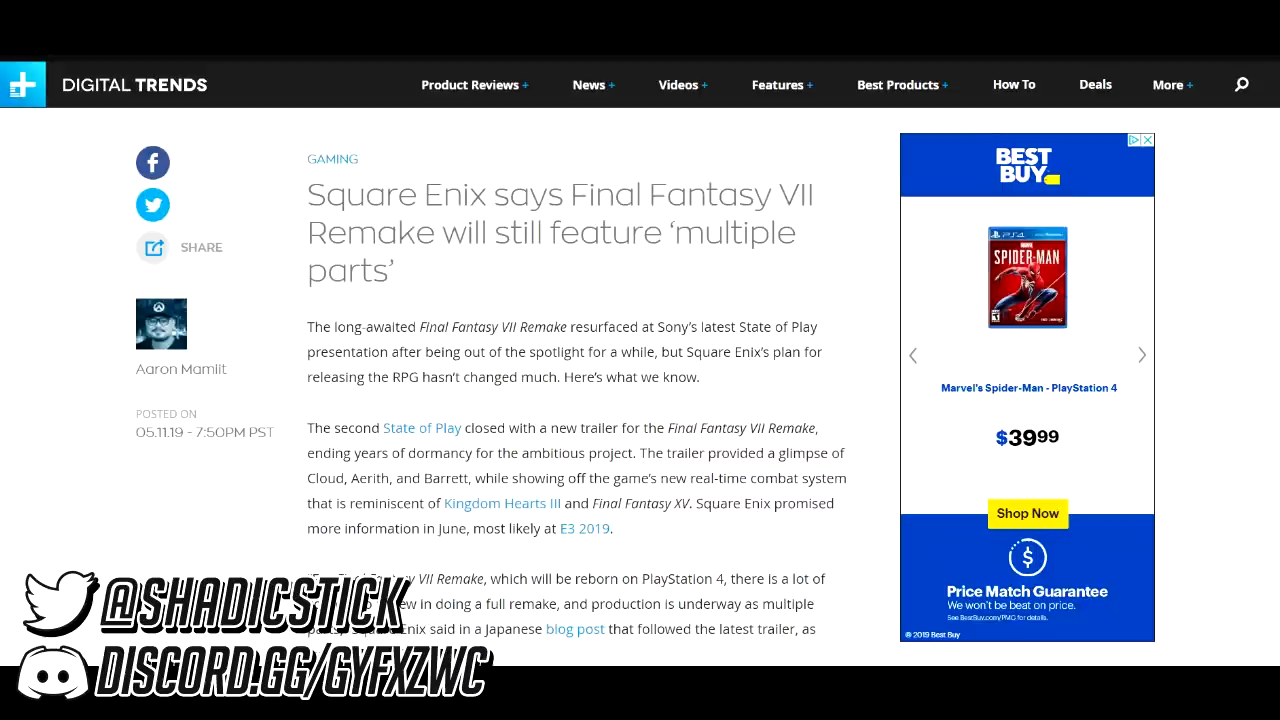 DIGITAL TRENDS
Product Reviews + News + Videos + Features + Best Products + How To Deals More +
SHARE
Aaron Mamiit
POSTED ON
05.11.19 - 7:50PM PST
GAMING
Square Enix says Final Fantasy VII
Remake will still feature ‘multiple
parts’
The long-awaited Final Fantasy VII Remake resurfaced at Sony’s latest State of Play
presentation after being out of the spotlight for a while, but Square Enix’s plan for
releasing the RPG hasn’t changed much. Here’s what we know.
The second State of Play closed with a new trailer for the Final Fantasy VII Remake,
ending years of dormancy for the ambitious project. The trailer provided a glimpse of
Cloud, Aerith, and Barrett, while showing off the game’s new real-time combat system
that is reminiscent of Kingdom Hearts III and Final Fantasy XV. Square Enix promised
more information in June, most likely at E3 2019.
VII Remake, which will be reborn on PlayStation 4, there is a lot of
in doing a full remake, and production is underway as multiple
Enix said in a Japanese blog post that followed the latest trailer, as
BEST
BUY
PS4
MARVEL
SPIDER-MAN
Marvel's Spider-Man - PlayStation 4
$3999
Shop Now
$
Price Match Guarantee
We won't be beat on price.
See BestBuy.com/PMG for details.
© 2019 Best Buy
@SHADICSTICK
DISCORD.GG/GYFXZWC